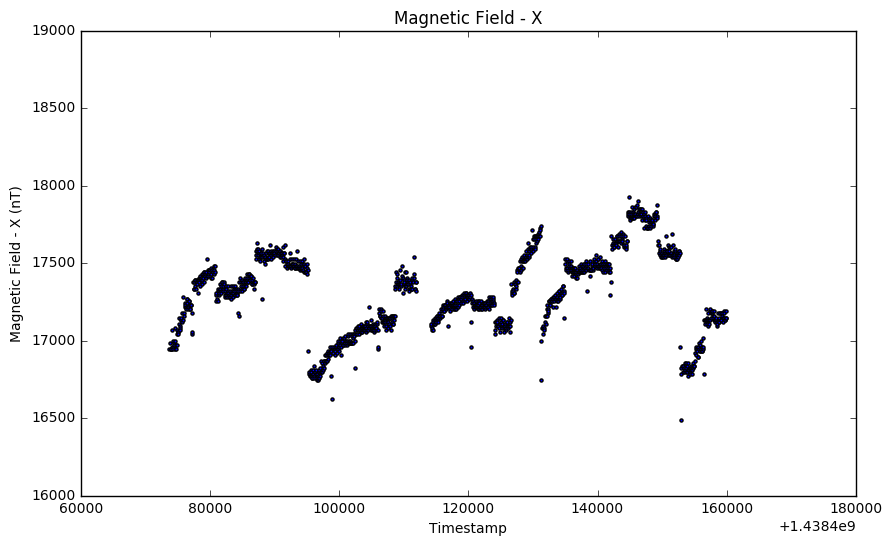 Magnetic Field - X
19000
18500
18000
17500
17000
16500
16000
Magnetic Field - X (nT)
60000 80000 100000 120000 140000 160000 180000
+1.4384e9
Timestamp